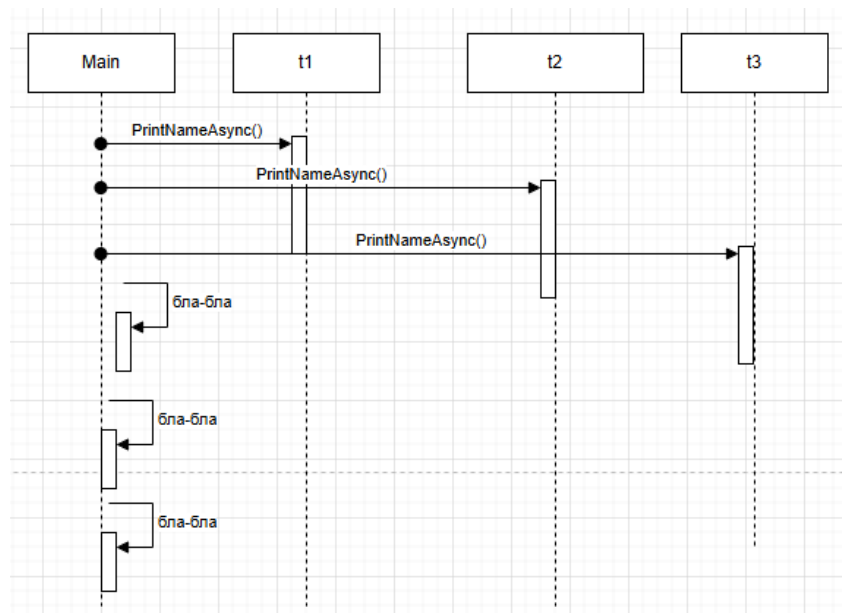 Main
t1
t2
t3
PrintNameAsync()
PrintNameAsync()
PrintNameAsync()
бла-бла
бла-бла
бла-бла